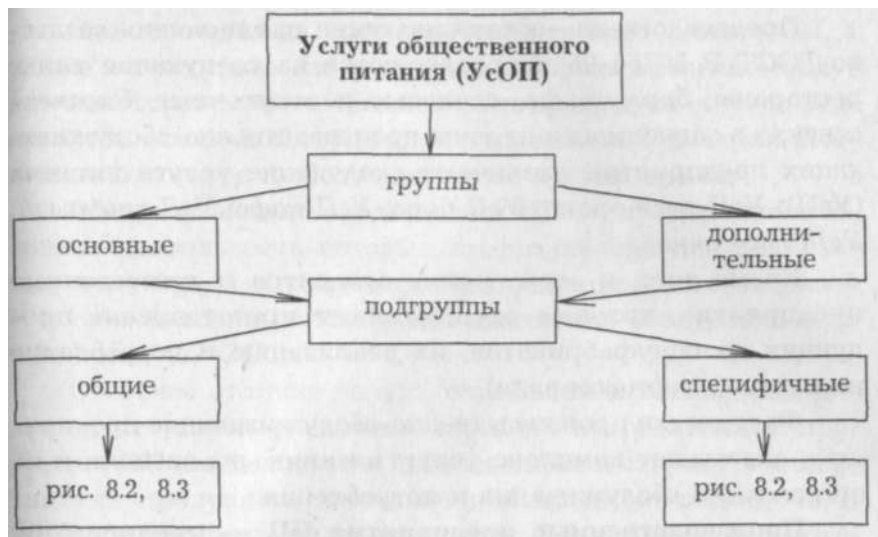 Услуги общественного
питания (УсОП)
группы
основные
дополни-
тельные
подгруппы
общие
специфичные
рис. 8.2, 8.3
рис. 8.2, 8.3